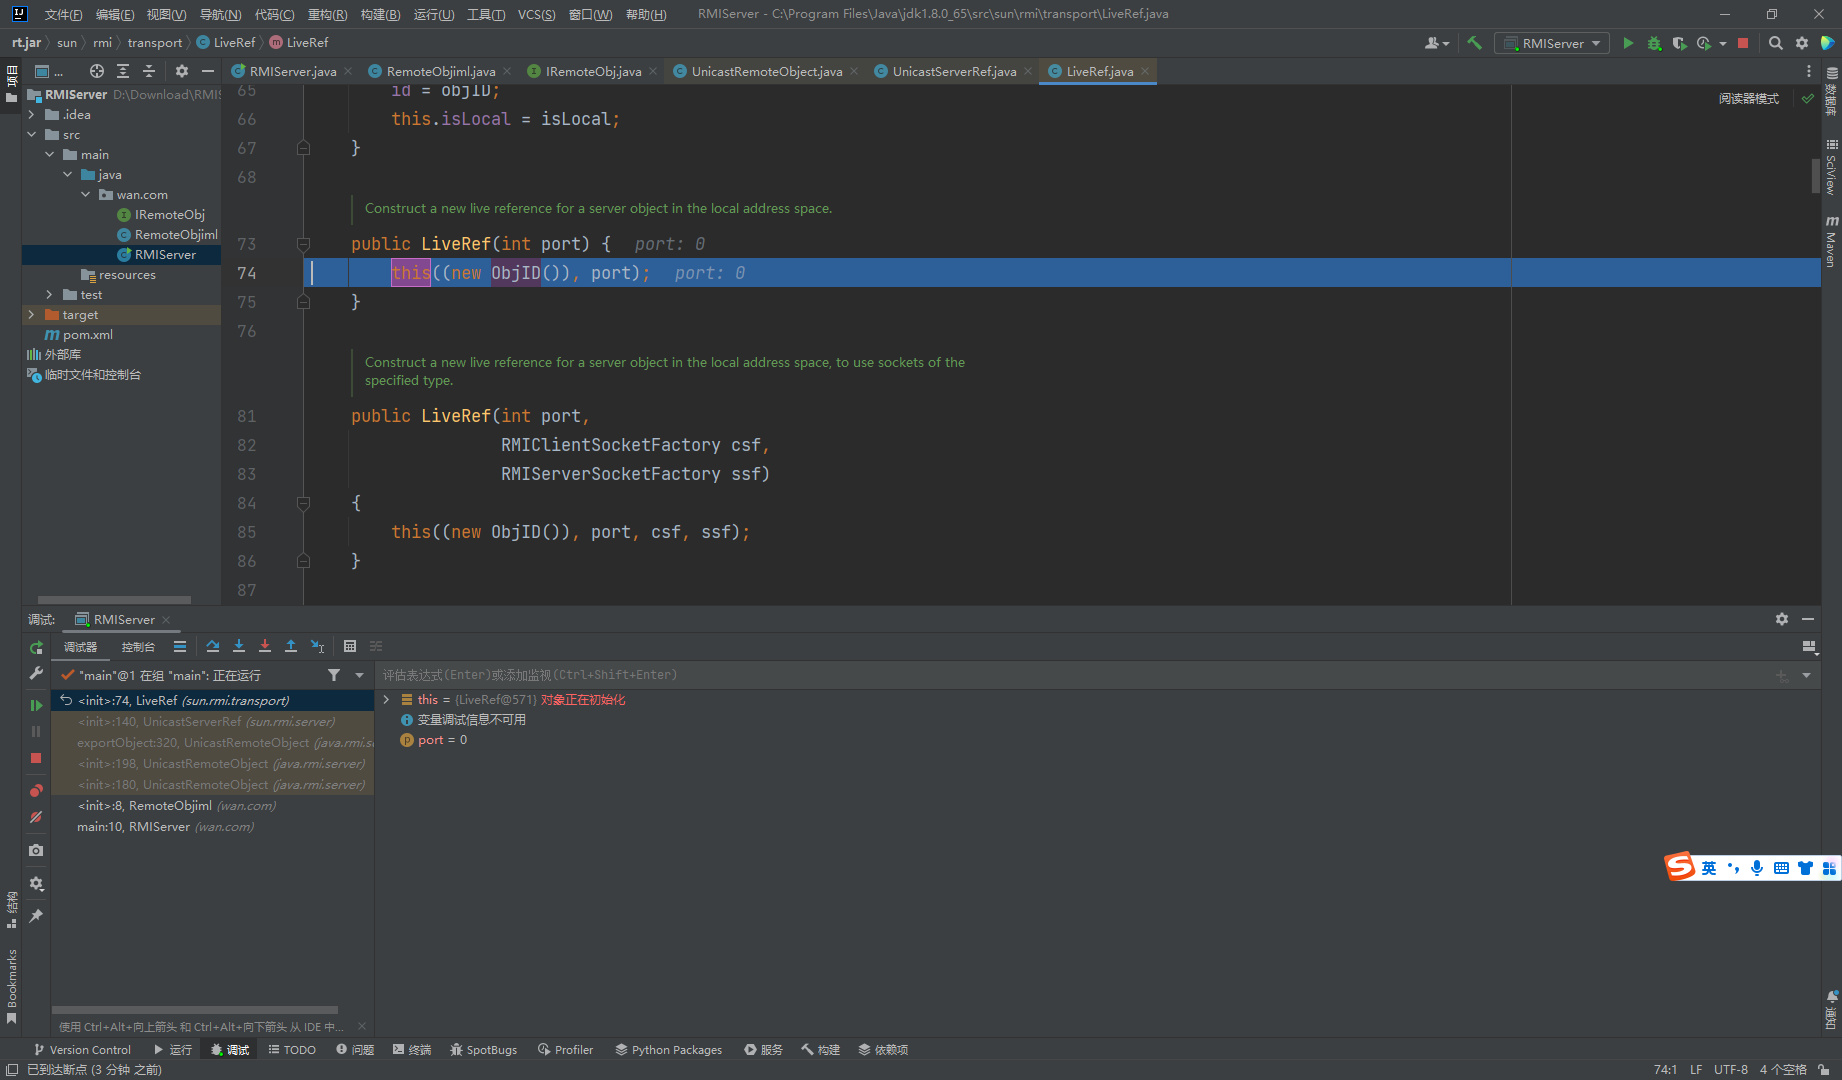 文件(F) 编辑(E) 视图(V) 导航(N) 代码(C) 重构(R) 构建(B) 运行(U) 工具(T) VCS(S) 窗口(W) 帮助(H) RMIServer - C:\Program Files\Java\jdk1.8.0_65\src\sun\rmi\transport\LiveRef.java
rt.jar sun rmi transport LiveRef LiveRef RMIServer
项目
...
RMIServer.java RemoteObjiml.java IRemoteObj.java UnicastRemoteObject.java UnicastServerRef.java LiveRef.java
RMIServer D:\Download\RMIS
.idea
src
main
java
wan.com
IRemoteObj
RemoteObjiml
RMIServer
resources
test
target
pom.xml
外部库
临时文件和控制台
阅读器模式
65 id = objID;
66 this.isLocal = isLocal;
67 }
68
Construct a new live reference for a server object in the local address space.
73 public LiveRef(int port) { port: 0
74 this((new ObjID()), port); port: 0
75 }
76
Construct a new live reference for a server object in the local address space, to use sockets of the
specified type.
81 public LiveRef(int port,
82 RMIClientSocketFactory csf,
83 RMIServerSocketFactory ssf)
84 {
85 this((new ObjID()), port, csf, ssf);
86 }
87
数据库
SciView
Maven
通知
调试: RMIServer
调试器 控制台
"main"@1 在组 "main": 正在运行
<init>:74, LiveRef (sun.rmi.transport)
<init>:140, UnicastServerRef (sun.rmi.server)
exportObject:320, UnicastRemoteObject (java.rmi.se
<init>:198, UnicastRemoteObject (java.rmi.server)
<init>:180, UnicastRemoteObject (java.rmi.server)
<init>:8, RemoteObjiml (wan.com)
main:10, RMIServer (wan.com)
评估表达式(Enter)或添加监视(Ctrl+Shift+Enter)
this = {LiveRef@571} 对象正在初始化
变量调试信息不可用
port = 0
英
结构
Bookmarks
使用 Ctrl+Alt+向上箭头 和 Ctrl+Alt+向下箭头 从 IDE 中...
Version Control 运行 调试 TODO 问题 终端 SpotBugs Profiler Python Packages 服务 构建 依赖项
已到达断点 (3 分钟 之前) 74:1 LF UTF-8 4 个空格